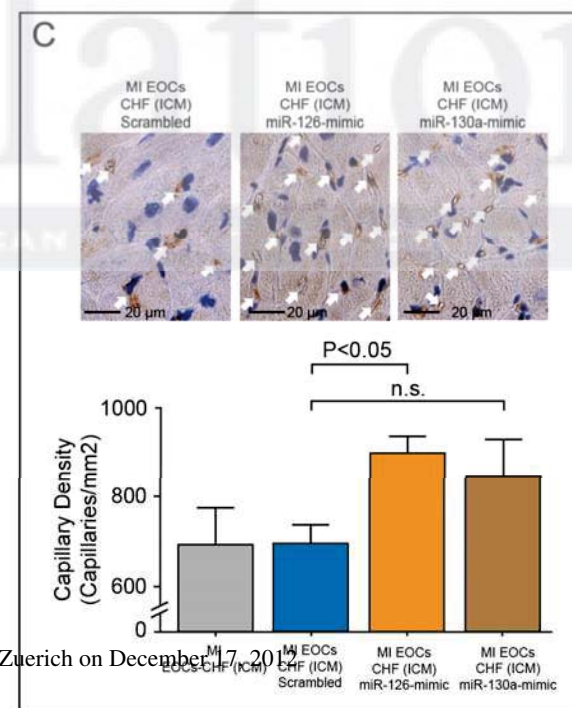 C
MI EOCs
CHF (ICM)
Scrambled
MI EOCs
CHF (ICM)
miR-126-mimic
MI EOCs
CHF (ICM)
miR-130a-mimic
20 µm
20 µm
20 µm
P<0.05
n.s.
Capillary Density
(Capillaries/mm2)
1000
800
600
0
MI
EOCs-CHF (ICM)
MI EOCs
CHF (ICM)
Scrambled
MI EOCs
CHF (ICM)
miR-126-mimic
MI EOCs
CHF (ICM)
miR-130a-mimic
Zuerich on December 17, 2012